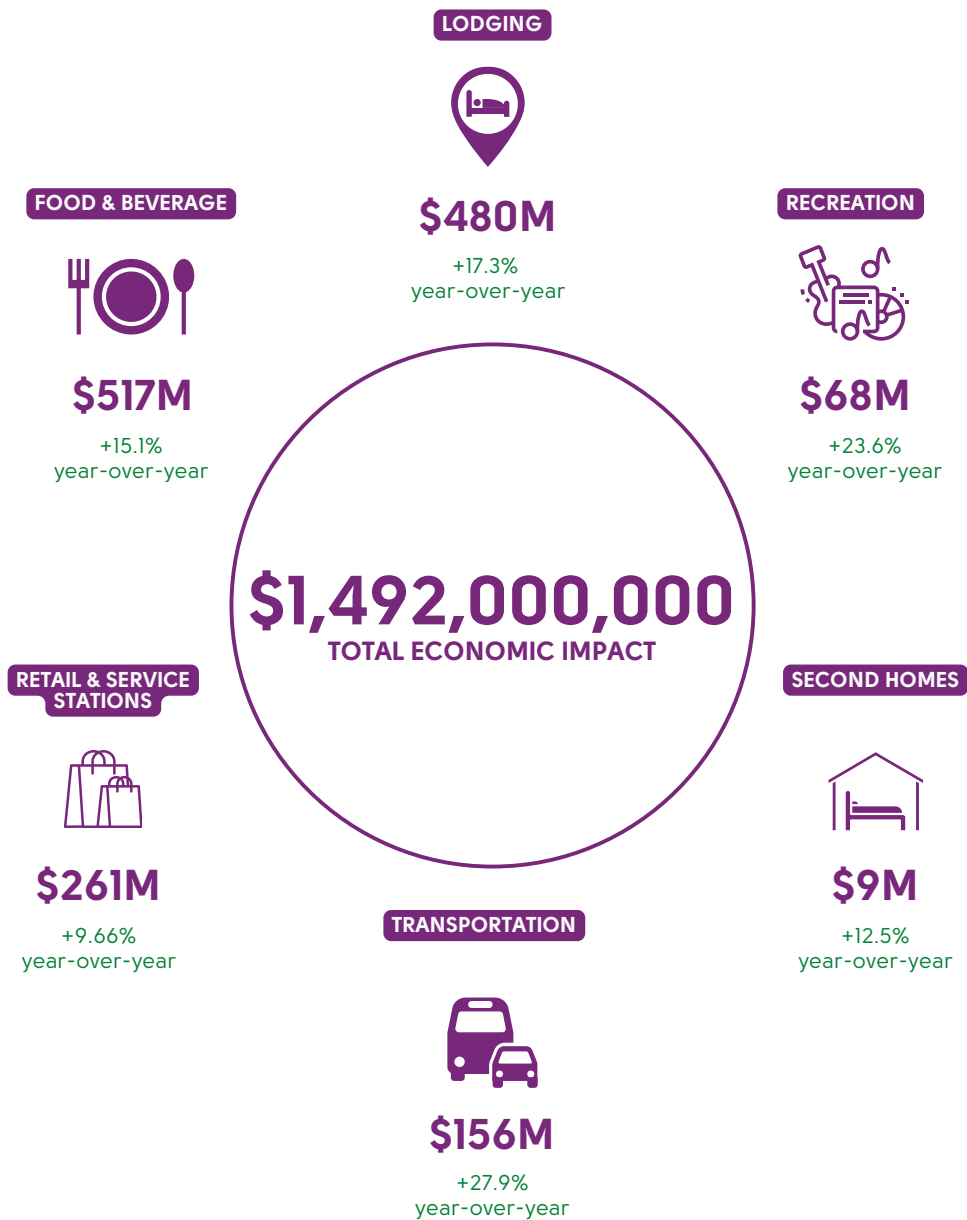 LODGING
$480M
+17.3%
year-over-year
FOOD & BEVERAGE
$517M
+15.1%
year-over-year
RECREATION
$68M
+23.6%
year-over-year
$1,492,000,000
TOTAL ECONOMIC IMPACT
RETAIL & SERVICE
STATIONS
$261M
+9.66%
year-over-year
SECOND HOMES
$9M
+12.5%
year-over-year
TRANSPORTATION
$156M
+27.9%
year-over-year